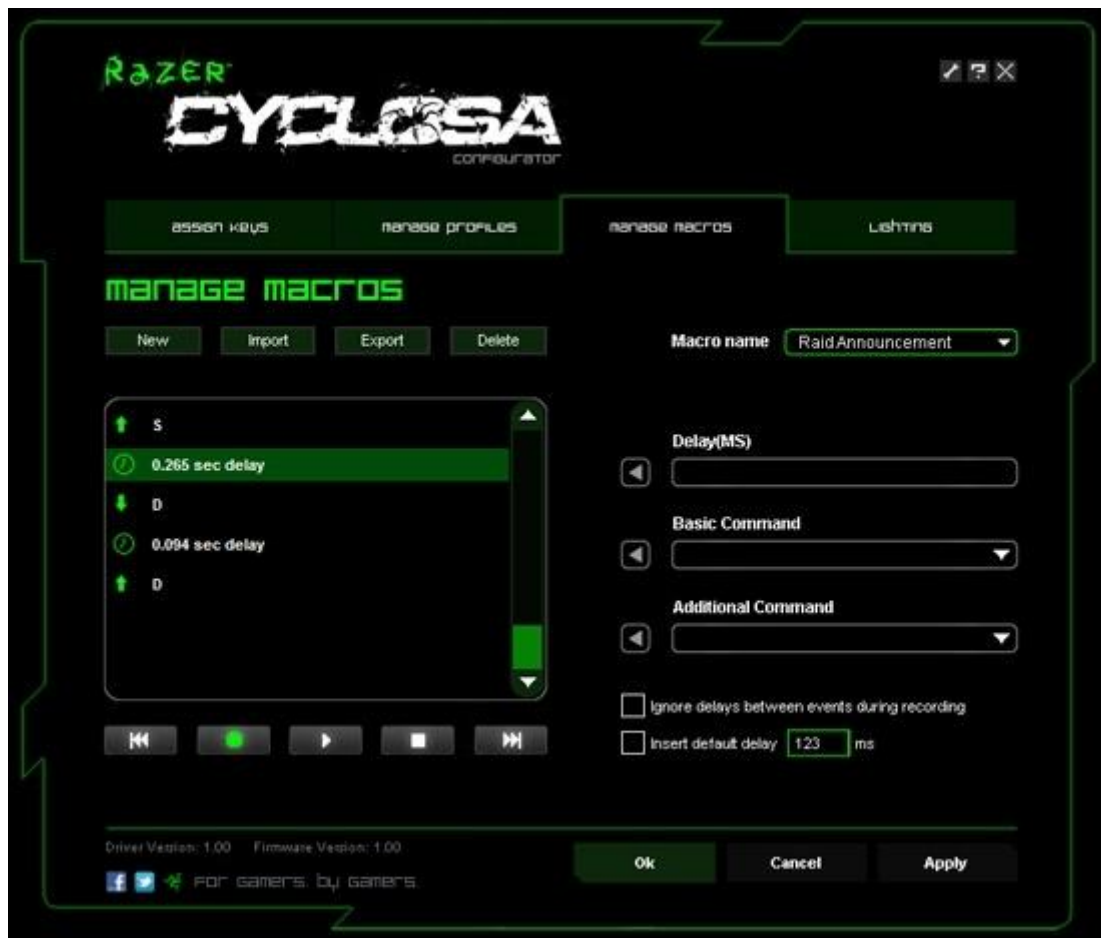 RAZER™
CYCLOSA
configurator
assign keys manage profiles manage macros Lighting
manage macros
New Import Export Delete
Macro name Raid Announcement
S
0.265 sec delay
D
0.094 sec delay
D
Delay(MS)
Basic Command
Additional Command
Ignore delays between events during recording
Insert default delay 123 ms
Driver Version: 1.00 Firmware Version: 1.00
Ok Cancel Apply
For gamers. by gamers.